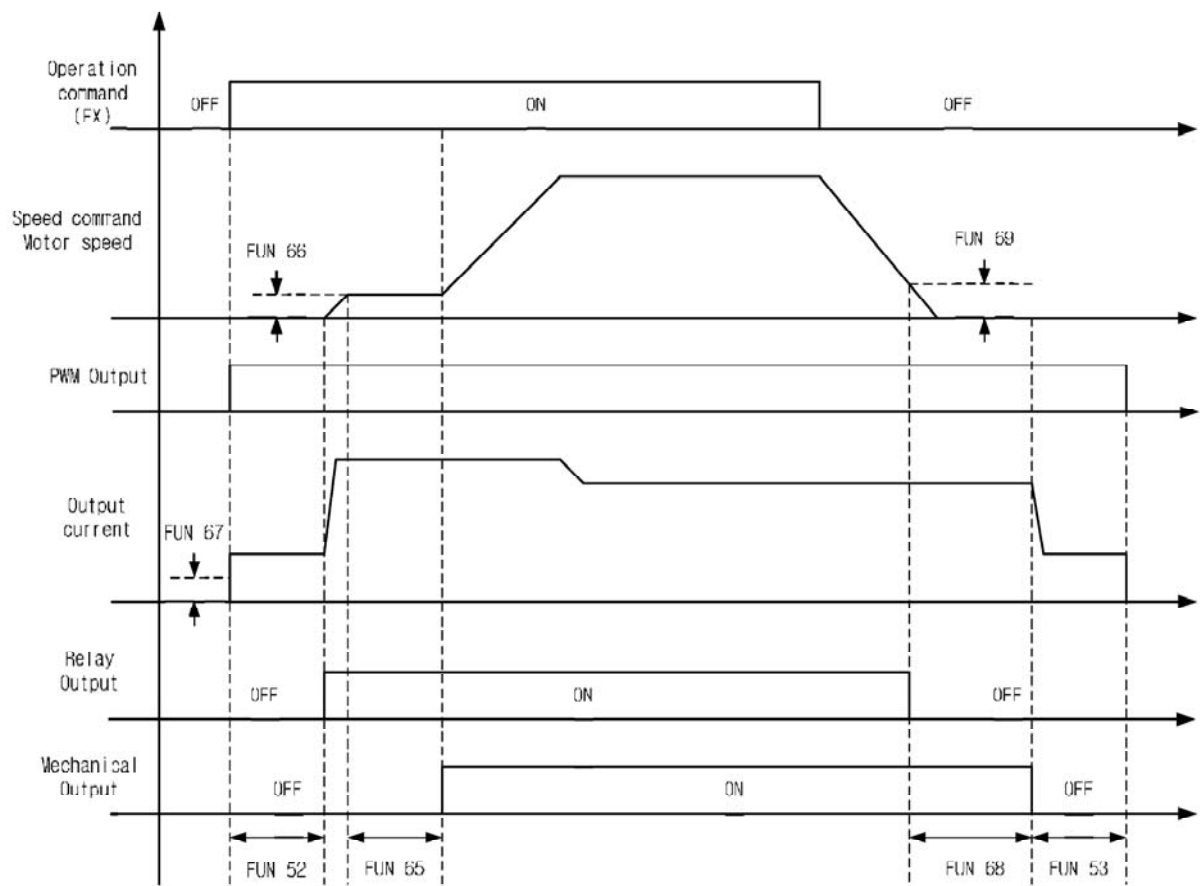 Operation
command
(FX)
OFF
ON
OFF
Speed command
Motor speed
FUN 66
FUN 69
PWM Output
Output
current
FUN 67
Relay
Output
OFF
ON
OFF
Mechanical
Output
OFF
ON
OFF
FUN 52
FUN 65
FUN 68
FUN 53